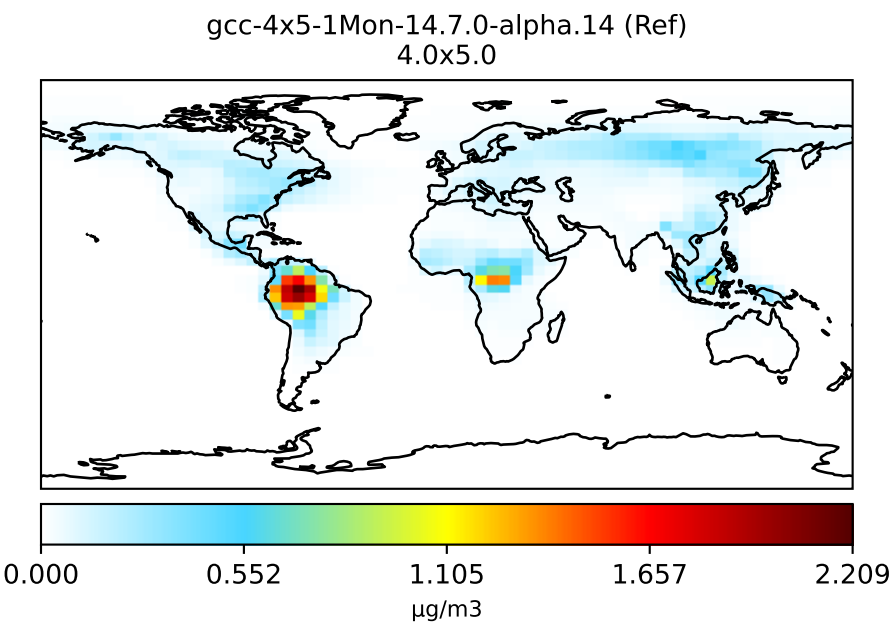 gcc-4x5-1Mon-14.7.0-alpha.14 (Ref)
4.0x5.0
0.000 0.552 1.105 1.657 2.209
μg/m3